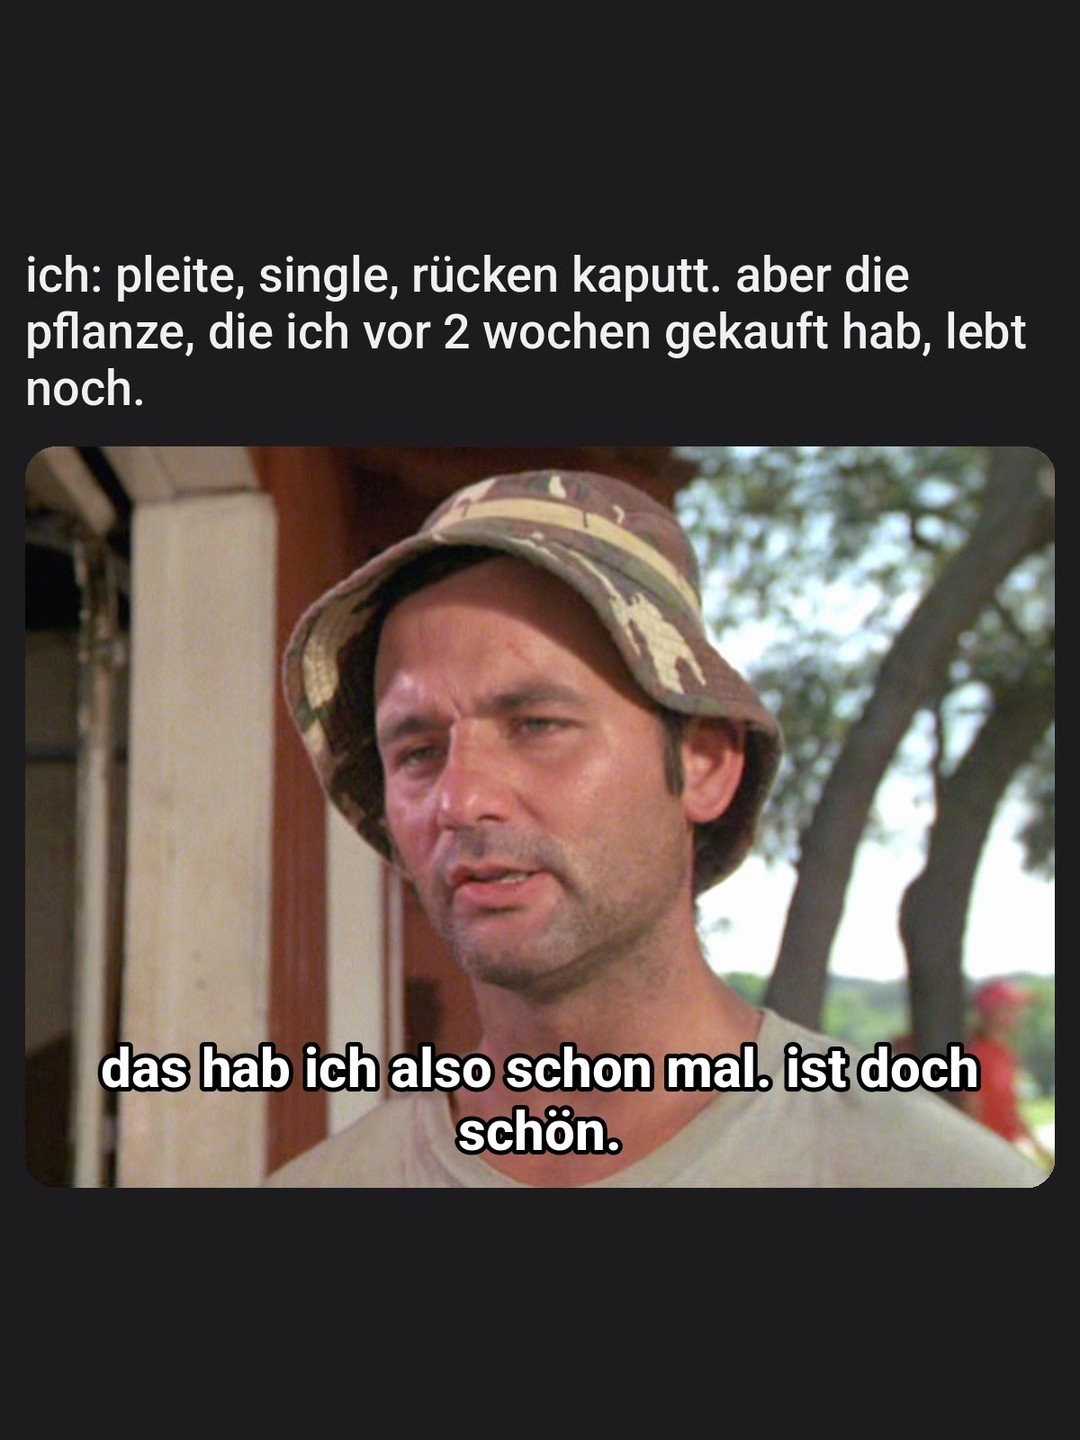 ich: pleite, single, rücken kaputt. aber die
pflanze, die ich vor 2 wochen gekauft hab, lebt
noch.
das hab ich also schon mal. ist doch
schön.